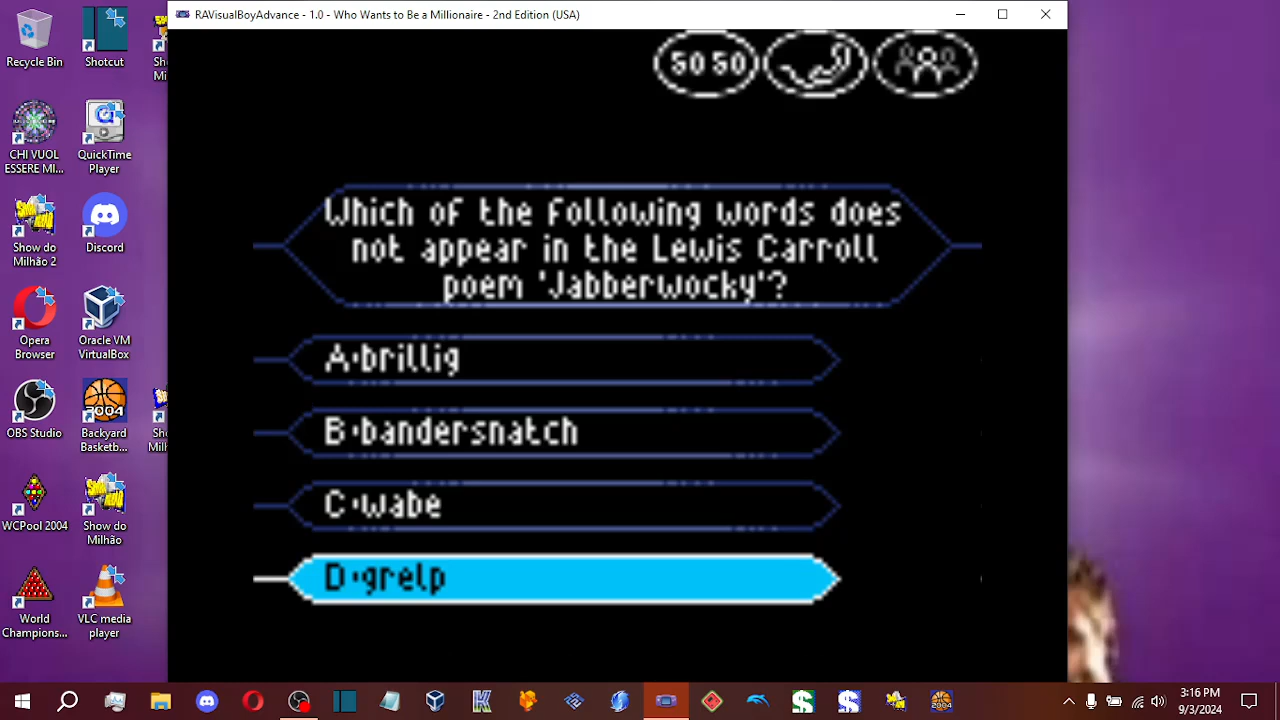 RAVisualBoyAdvance - 1.0 - Who Wants to Be a Millionaire - 2nd Edition (USA)
Recycle Bin
Shotcut
CHI VUOL
ESSERE MI...
QuickTime
Player
Show do
Milhão 2
Discord
Opera
Browser
Oracle VM
VirtualBox
OBS Studio
Backyard
Basketb...
WCPool 2004
Show do
Milhão
World
Champions...
VLC media
player
50 50
Which of the following words does
not appear in the Lewis Carroll
poem 'Jabberwocky'?
A·brillig
B·bandersnatch
C·wabe
D·grelp
3:16 PM
9/3/2024